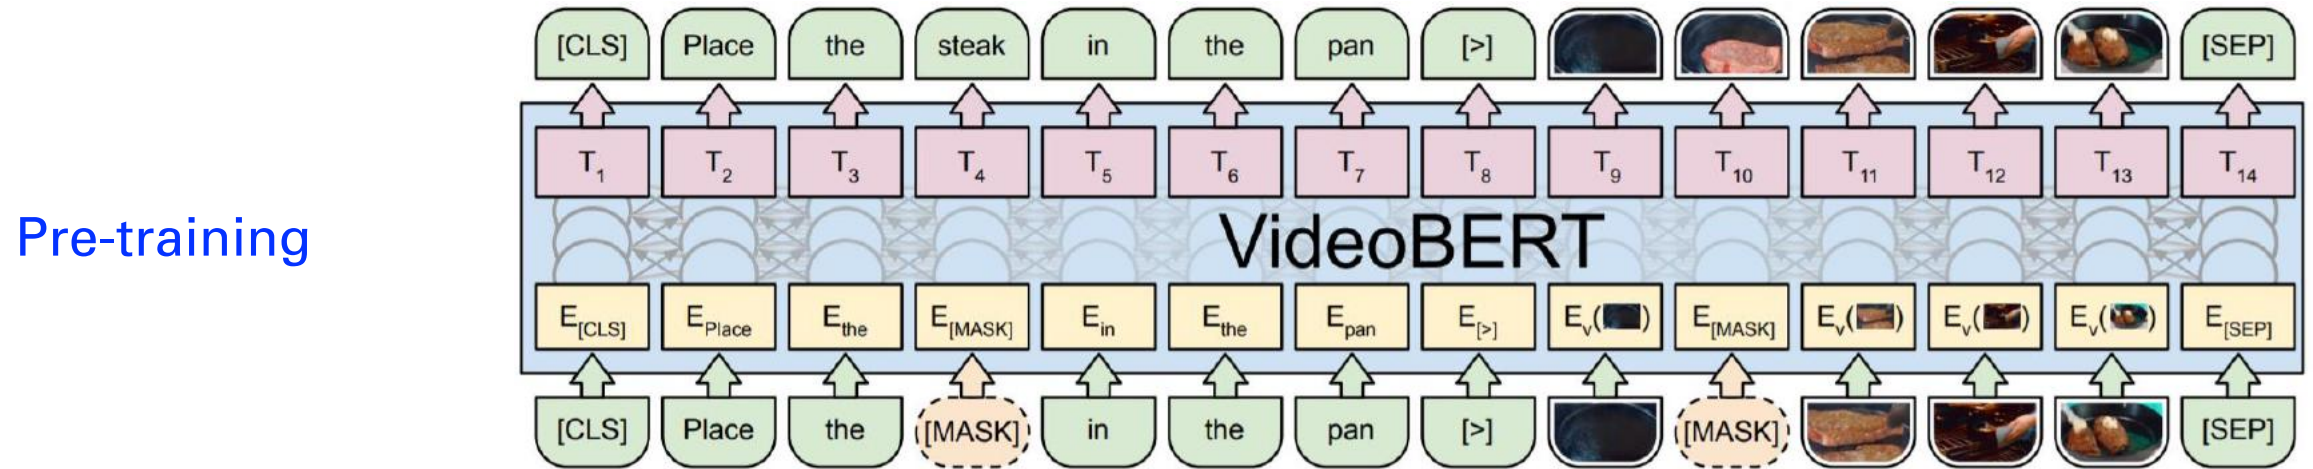 [CLS] Place the steak in the pan [>] [SEP]
T1 T2 T3 T4 T5 T6 T7 T8 T9 T10 T11 T12 T13 T14
Pre-training
VideoBERT
E[CLS] EPlace Ethe E[MASK] Ein Ethe Epan E[>] Ev( ) E[MASK] Ev( ) Ev( ) Ev( ) E[SEP]
[CLS] Place the [MASK] in the pan [>] [MASK] [SEP]